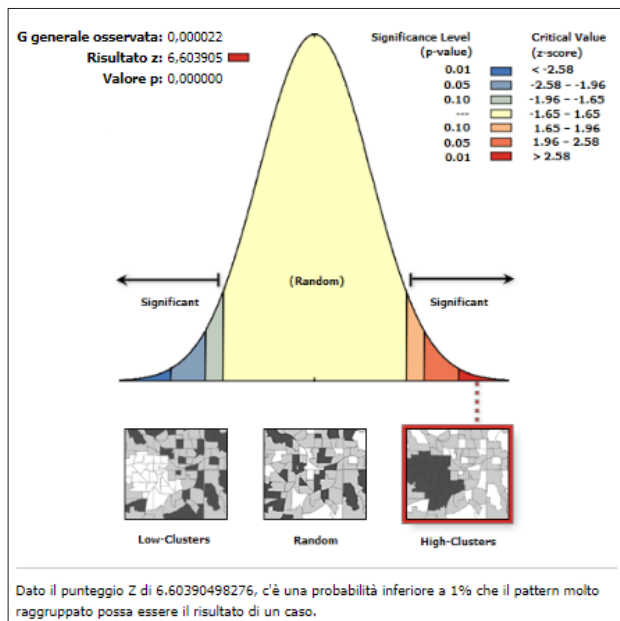 G generale osservata: 0,000022
Risultato z: 6,603905
Valore p: 0,000000
Significance Level
(p-value)
Critical Value
(z-score)
0.01 < -2.58
0.05 -2.58 – -1.96
0.10 -1.96 – -1.65
--- -1.65 – 1.65
0.10 1.65 – 1.96
0.05 1.96 – 2.58
0.01 > 2.58
Significant
(Random)
Significant
Low-Clusters
Random
High-Clusters
Dato il punteggio Z di 6.60390498276, c'è una probabilità inferiore a 1% che il pattern molto
raggruppato possa essere il risultato di un caso.